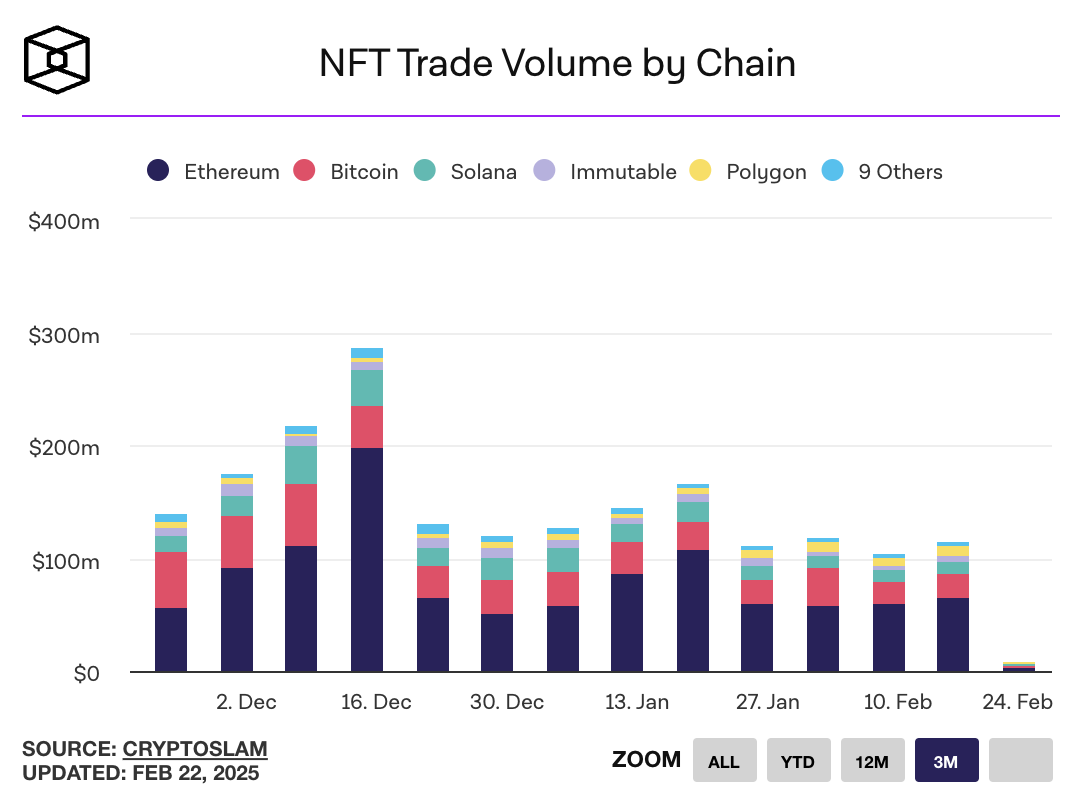 NFT Trade Volume by Chain
Ethereum Bitcoin Solana Immutable Polygon 9 Others
$400m
$300m
$200m
$100m
$0
2. Dec 16. Dec 30. Dec 13. Jan 27. Jan 10. Feb 24. Feb
SOURCE: CRYPTOSLAM
UPDATED: FEB 22, 2025
ZOOM ALL YTD 12M 3M